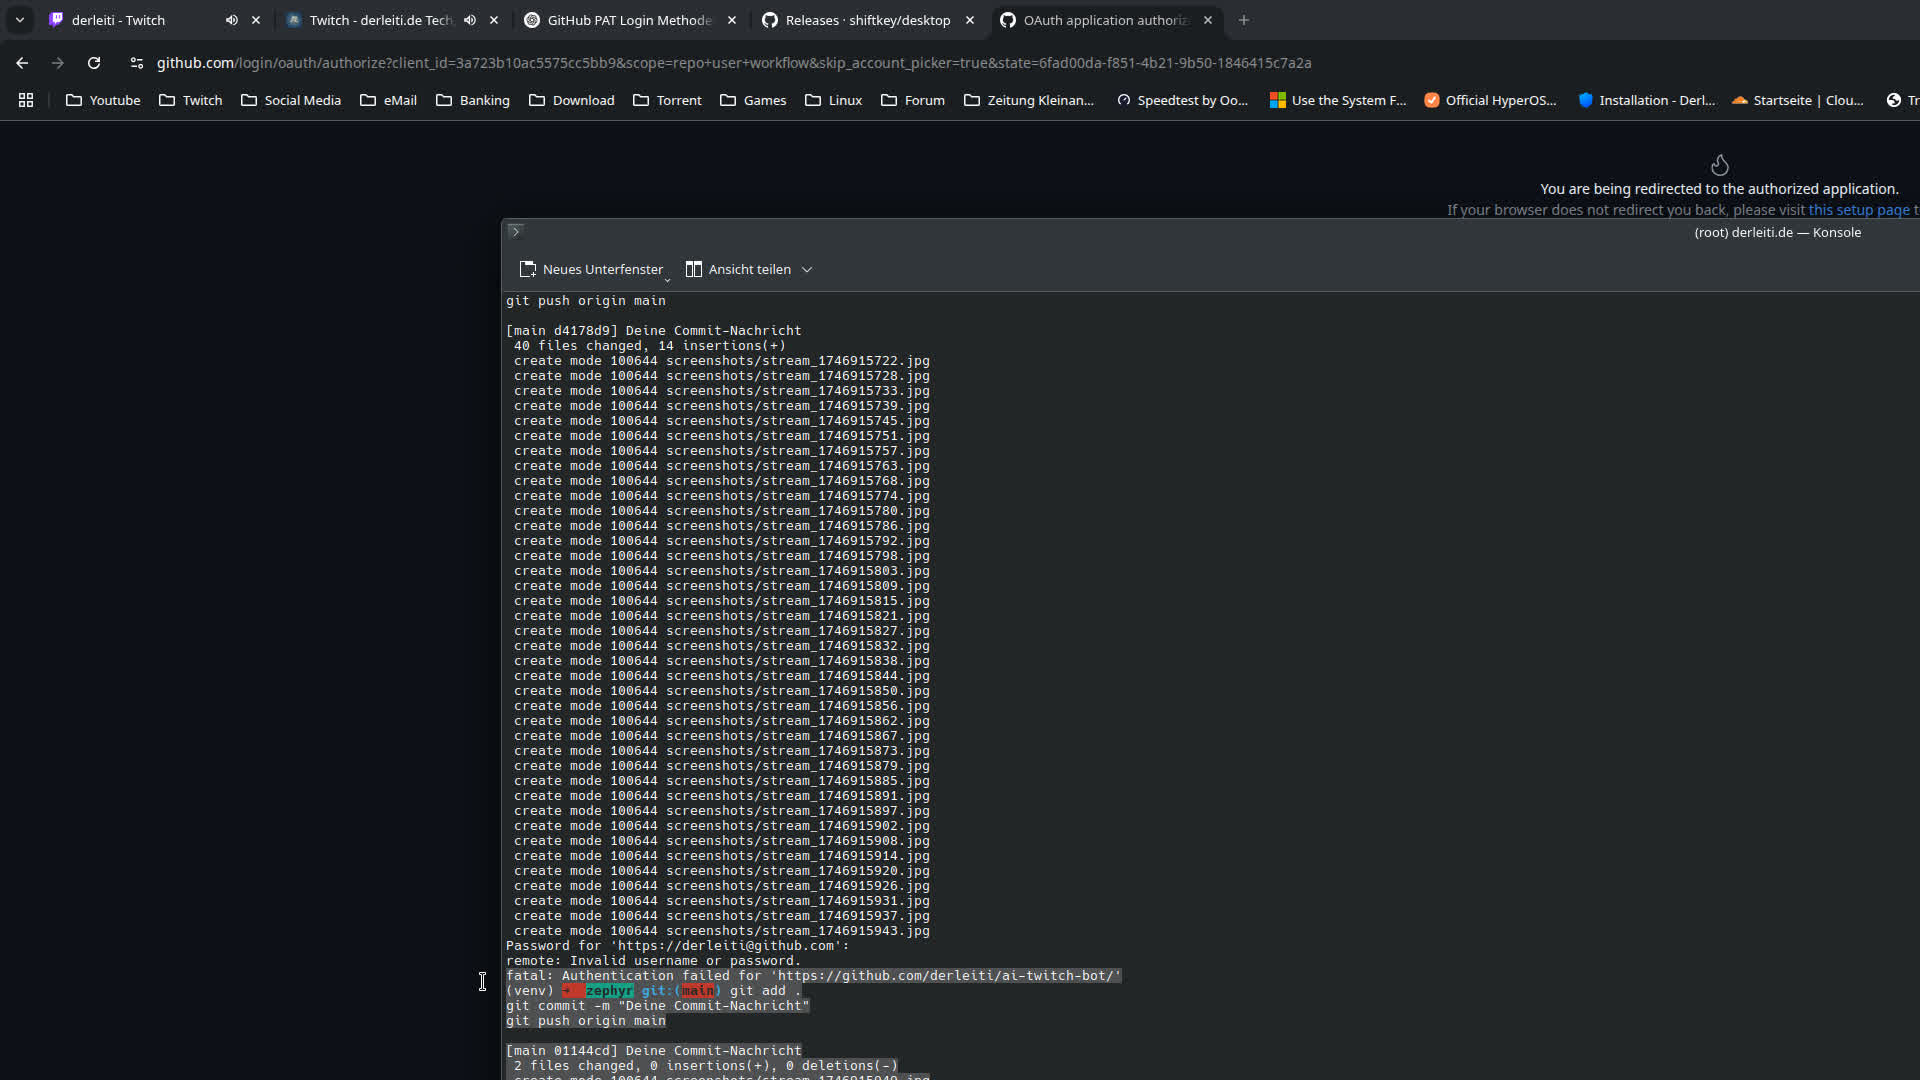 derleiti - Twitch
Twitch - derleiti.de Tech
GitHub PAT Login Methode
Releases · shiftkey/desktop
OAuth application authoriz
github.com/login/oauth/authorize?client_id=3a723b10ac5575cc5bb9&scope=repo+user+workflow&skip_account_picker=true&state=6fad00da-f851-4b21-9b50-1846415c7a2a
Youtube
Twitch
Social Media
eMail
Banking
Download
Torrent
Games
Linux
Forum
Zeitung Kleinan...
Speedtest by Oo...
Use the System F...
Official HyperOS...
Installation - Derl...
Startseite | Clou...
Tr
You are being redirected to the authorized application.
If your browser does not redirect you back, please visit this setup page t
(root) derleiti.de — Konsole
Neues Unterfenster
Ansicht teilen
git push origin main
[main d4178d9] Deine Commit-Nachricht
40 files changed, 14 insertions(+)
create mode 100644 screenshots/stream_1746915722.jpg
create mode 100644 screenshots/stream_1746915728.jpg
create mode 100644 screenshots/stream_1746915733.jpg
create mode 100644 screenshots/stream_1746915739.jpg
create mode 100644 screenshots/stream_1746915745.jpg
create mode 100644 screenshots/stream_1746915751.jpg
create mode 100644 screenshots/stream_1746915757.jpg
create mode 100644 screenshots/stream_1746915763.jpg
create mode 100644 screenshots/stream_1746915768.jpg
create mode 100644 screenshots/stream_1746915774.jpg
create mode 100644 screenshots/stream_1746915780.jpg
create mode 100644 screenshots/stream_1746915786.jpg
create mode 100644 screenshots/stream_1746915792.jpg
create mode 100644 screenshots/stream_1746915798.jpg
create mode 100644 screenshots/stream_1746915803.jpg
create mode 100644 screenshots/stream_1746915809.jpg
create mode 100644 screenshots/stream_1746915815.jpg
create mode 100644 screenshots/stream_1746915821.jpg
create mode 100644 screenshots/stream_1746915827.jpg
create mode 100644 screenshots/stream_1746915832.jpg
create mode 100644 screenshots/stream_1746915838.jpg
create mode 100644 screenshots/stream_1746915844.jpg
create mode 100644 screenshots/stream_1746915850.jpg
create mode 100644 screenshots/stream_1746915856.jpg
create mode 100644 screenshots/stream_1746915862.jpg
create mode 100644 screenshots/stream_1746915867.jpg
create mode 100644 screenshots/stream_1746915873.jpg
create mode 100644 screenshots/stream_1746915879.jpg
create mode 100644 screenshots/stream_1746915885.jpg
create mode 100644 screenshots/stream_1746915891.jpg
create mode 100644 screenshots/stream_1746915897.jpg
create mode 100644 screenshots/stream_1746915902.jpg
create mode 100644 screenshots/stream_1746915908.jpg
create mode 100644 screenshots/stream_1746915914.jpg
create mode 100644 screenshots/stream_1746915920.jpg
create mode 100644 screenshots/stream_1746915926.jpg
create mode 100644 screenshots/stream_1746915931.jpg
create mode 100644 screenshots/stream_1746915937.jpg
create mode 100644 screenshots/stream_1746915943.jpg
Password for 'https://derleiti@github.com':
remote: Invalid username or password.
fatal: Authentication failed for 'https://github.com/derleiti/ai-twitch-bot/'
(venv) → zephyr git:(main) git add .
git commit -m "Deine Commit-Nachricht"
git push origin main
[main 01144cd] Deine Commit-Nachricht
2 files changed, 0 insertions(+), 0 deletions(-)